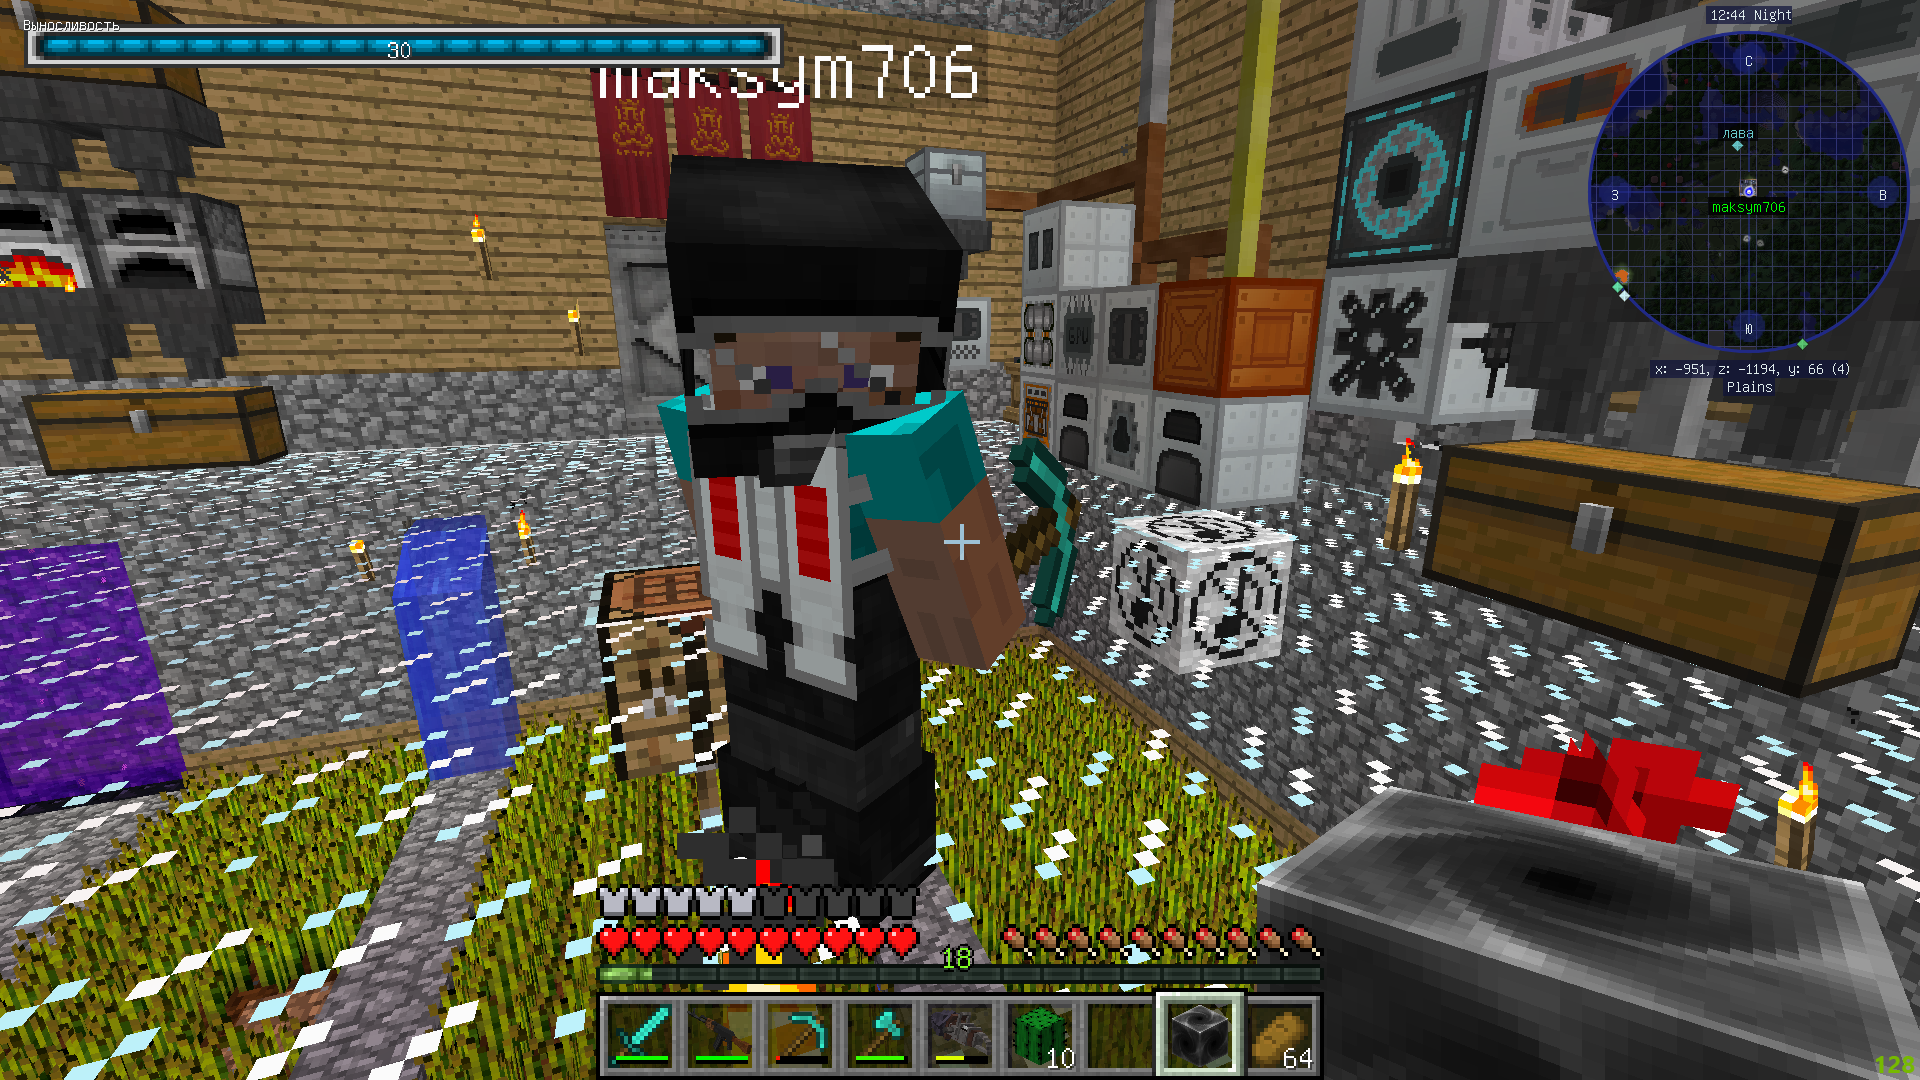 Выносливость
30
maksym706
12:44 Night
С
лава
З
В
maksym706
Ю
x: -951, z: -1194, y: 66 (4)
Plains
18
10
64
128